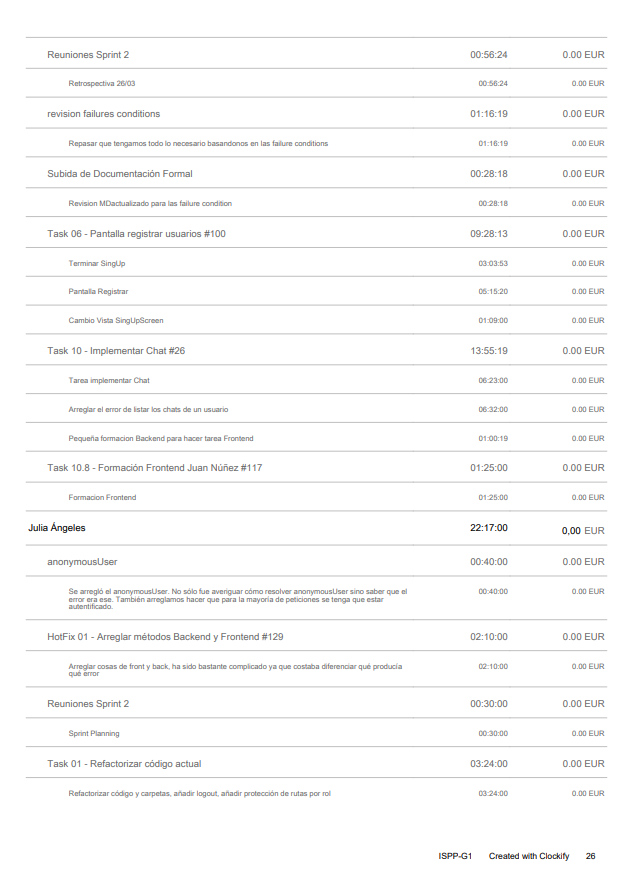 Reuniones Sprint 2 00:56:24 0.00 EUR
Retrospectiva 26/03 00:56:24 0.00 EUR
revision failures conditions 01:16:19 0.00 EUR
Repasar que tengamos todo lo necesario basandonos en las failure conditions 01:16:19 0.00 EUR
Subida de Documentación Formal 00:28:18 0.00 EUR
Revision MDactualizado para las failure condition 00:28:18 0.00 EUR
Task 06 - Pantalla registrar usuarios #100 09:28:13 0.00 EUR
Terminar SingUp 03:03:53 0.00 EUR
Pantalla Registrar 05:15:20 0.00 EUR
Cambio Vista SingUpScreen 01:09:00 0.00 EUR
Task 10 - Implementar Chat #26 13:55:19 0.00 EUR
Tarea implementar Chat 06:23:00 0.00 EUR
Arreglar el error de listar los chats de un usuario 06:32:00 0.00 EUR
Pequeña formacion Backend para hacer tarea Frontend 01:00:19 0.00 EUR
Task 10.8 - Formación Frontend Juan Núñez #117 01:25:00 0.00 EUR
Formacion Frontend 01:25:00 0.00 EUR
Julia Ángeles 22:17:00 0,00 EUR
anonymousUser 00:40:00 0.00 EUR
Se arregló el anonymousUser. No sólo fue averiguar cómo resolver anonymousUser sino saber que el 00:40:00 0.00 EUR
error era ese. También arreglamos hacer que para la mayoría de peticiones se tenga que estar
autentificado.
HotFix 01 - Arreglar métodos Backend y Frontend #129 02:10:00 0.00 EUR
Arreglar cosas de front y back, ha sido bastante complicado ya que costaba diferenciar qué producía 02:10:00 0.00 EUR
qué error
Reuniones Sprint 2 00:30:00 0.00 EUR
Sprint Planning 00:30:00 0.00 EUR
Task 01 - Refactorizar código actual 03:24:00 0.00 EUR
Refactorizar código y carpetas, añadir logout, añadir protección de rutas por rol 03:24:00 0.00 EUR
ISPP-G1 Created with Clockify 26